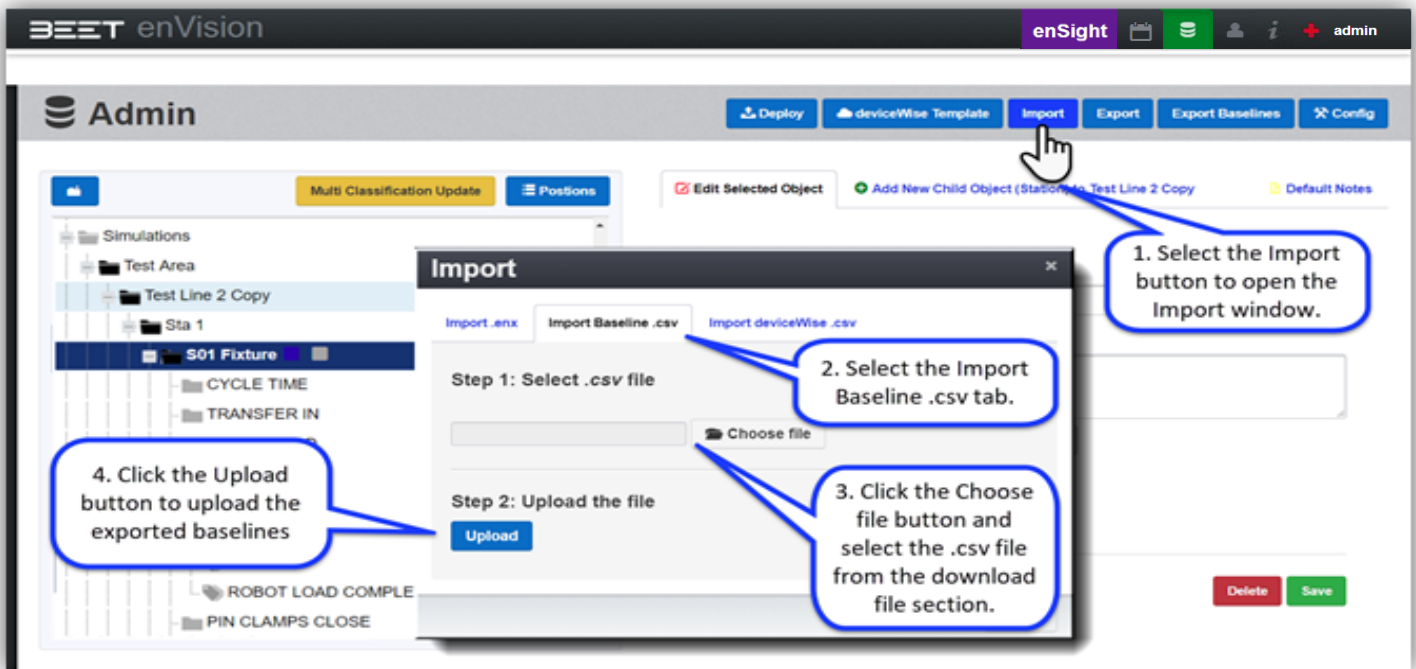 BEET enVision
enSight
i
admin
Admin
Deploy
deviceWise Template
Import
Export
Export Baselines
Config
Multi Classification Update
Postions
Edit Selected Object
Add New Child Object (Station) to Test Line 2 Copy
Default Notes
Simulations
Test Area
Test Line 2 Copy
Sta 1
S01 Fixture
CYCLE TIME
TRANSFER IN
ROBOT LOAD COMPLE
PIN CLAMPS CLOSE
Import
×
Import .enx
Import Baseline .csv
Import deviceWise .csv
Step 1: Select .csv file
Choose file
Step 2: Upload the file
Upload
1. Select the Import
button to open the
Import window.
2. Select the Import
Baseline .csv tab.
3. Click the Choose
file button and
select the .csv file
from the download
file section.
4. Click the Upload
button to upload the
exported baselines
Delete
Save